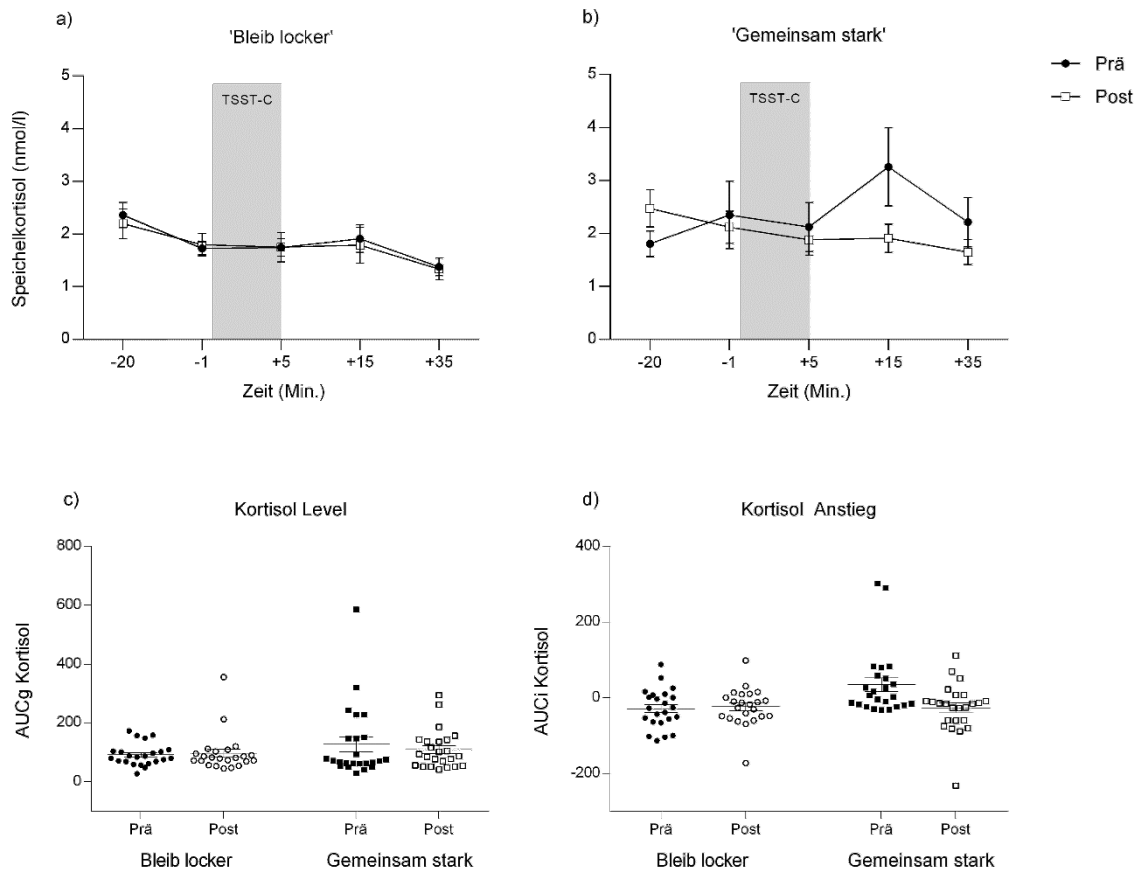 a)
'Bleib locker'
5
4
3
2
1
0
Speichelkortisol (nmol/l)
TSST-C
-20
-1
+5
+15
+35
Zeit (Min.)
b)
'Gemeinsam stark'
5
4
3
2
1
0
TSST-C
-20
-1
+5
+15
+35
Zeit (Min.)
Prä
Post
c)
Kortisol Level
800
600
400
200
0
AUCg Kortisol
Prä
Post
Prä
Post
Bleib locker
Gemeinsam stark
d)
Kortisol Anstieg
400
200
0
-200
AUCi Kortisol
Prä
Post
Prä
Post
Bleib locker
Gemeinsam stark